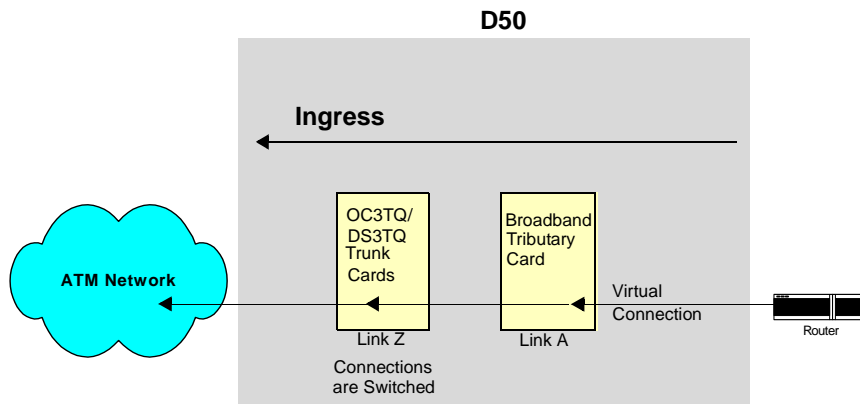 D50
Ingress
OC3TQ/
DS3TQ
Trunk
Cards
Broadband
Tributary
Card
ATM Network
Virtual
Connection
Router
Link Z
Link A
Connections
are Switched